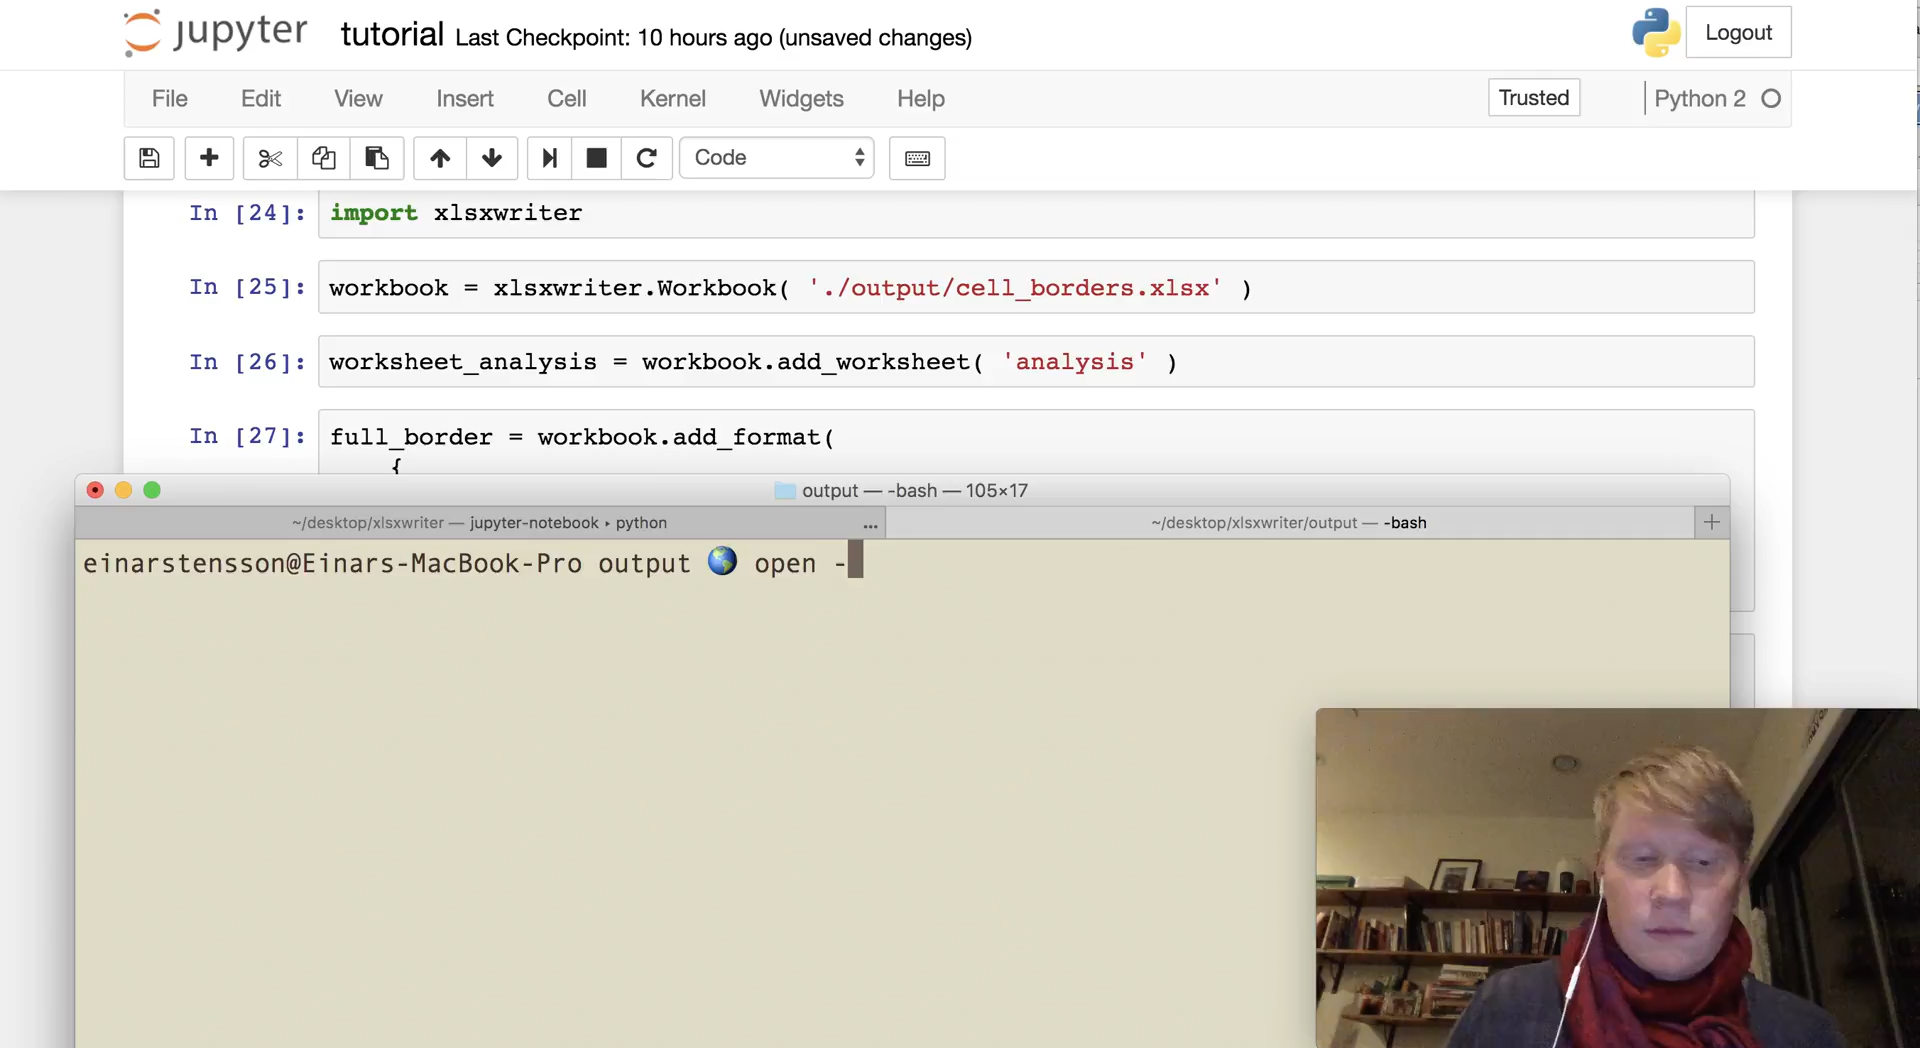 jupyter tutorial Last Checkpoint: 10 hours ago (unsaved changes) Logout
File Edit View Insert Cell Kernel Widgets Help Trusted Python 2
Code
In [24]: import xlsxwriter
In [25]: workbook = xlsxwriter.Workbook( './output/cell_borders.xlsx' )
In [26]: worksheet_analysis = workbook.add_worksheet( 'analysis' )
In [27]: full_border = workbook.add_format(
{
output — -bash — 105×17
~/desktop/xlsxwriter — jupyter-notebook ▸ python ... ~/desktop/xlsxwriter/output — -bash +
einarstensson@Einars-MacBook-Pro output 🌎 open -